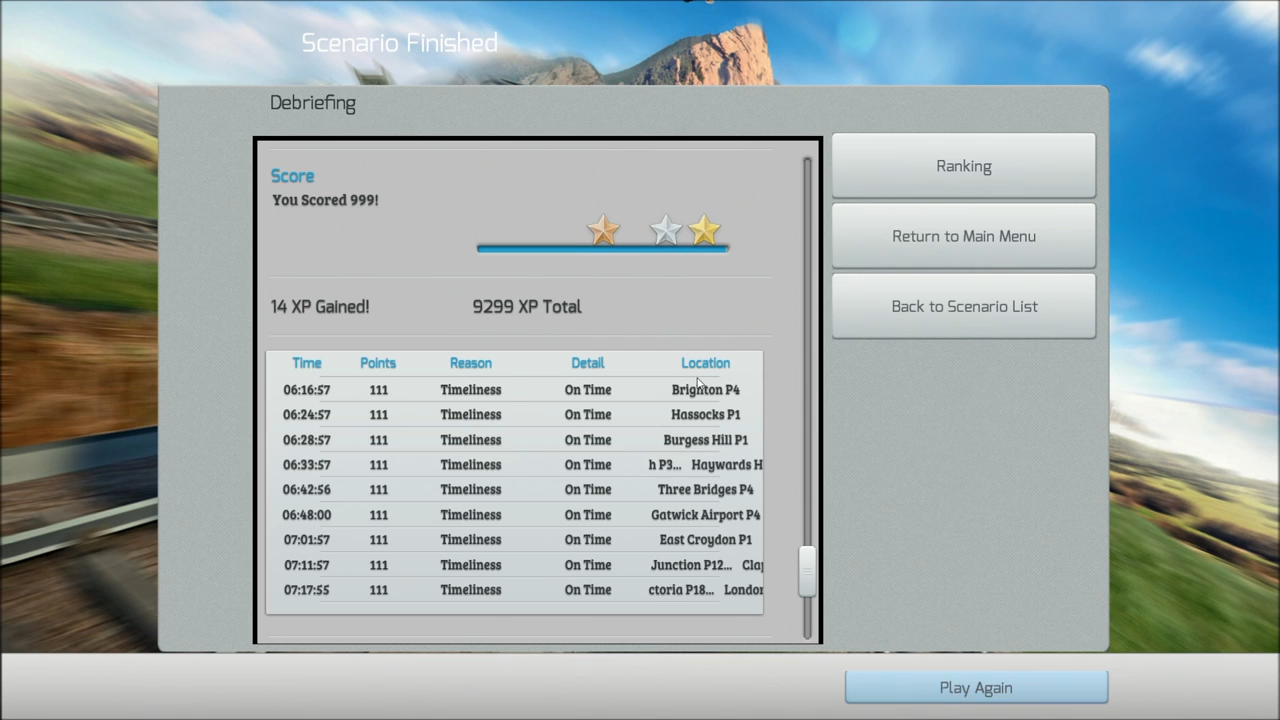 Scenario Finished
Debriefing
Score
You Scored 999!
14 XP Gained! 9299 XP Total
Time Points Reason Detail Location
06:16:57 111 Timeliness On Time Brighton P4
06:24:57 111 Timeliness On Time Hassocks P1
06:28:57 111 Timeliness On Time Burgess Hill P1
06:33:57 111 Timeliness On Time h P3... Haywards H
06:42:56 111 Timeliness On Time Three Bridges P4
06:48:00 111 Timeliness On Time Gatwick Airport P4
07:01:57 111 Timeliness On Time East Croydon P1
07:11:57 111 Timeliness On Time Junction P12... Clap
07:17:55 111 Timeliness On Time ctoria P18... London
Ranking
Return to Main Menu
Back to Scenario List
Play Again